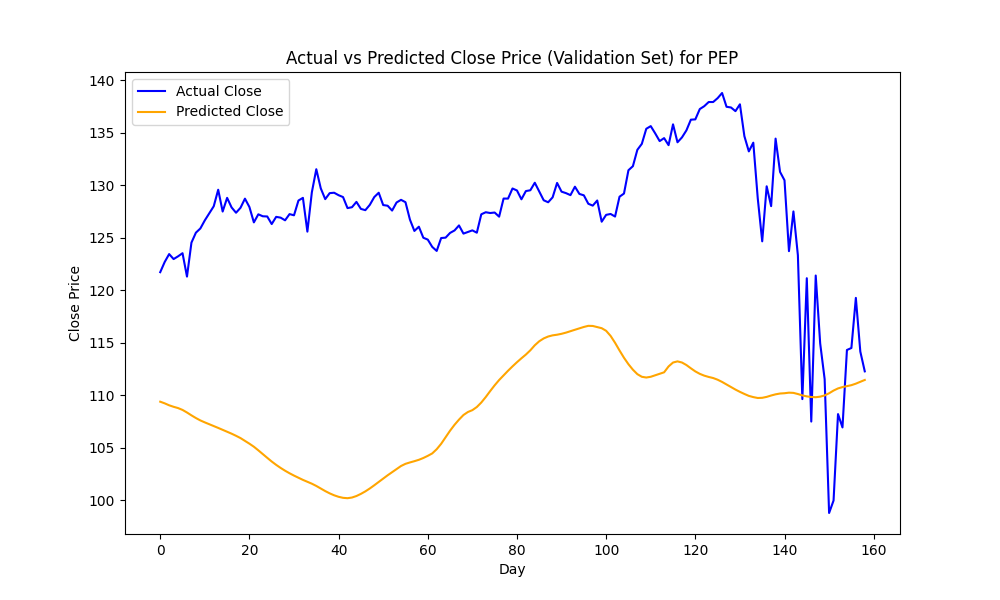 Actual vs Predicted Close Price (Validation Set) for PEP
Actual Close
Predicted Close
Close Price
140
135
130
125
120
115
110
105
100
0 20 40 60 80 100 120 140 160
Day